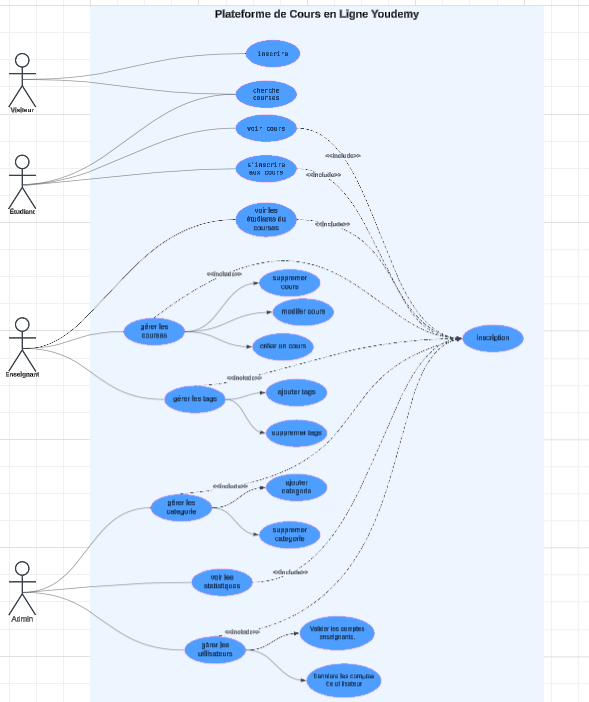 Plateforme de Cours en Ligne Youdemy
inscrire
Visiteur
cherche
courses
voir cours
<<include>>
s'inscrire
aux cours
<<include>>
Étudiant
voir les
étudiants du
courses
<<include>>
<<include>>
supprimer
cours
modifier cours
gérer les
courses
créer un cours
inscription
Enseignant
<<include>>
ajouter tags
gérer les tags
supprimer tags
<<include>>
ajouter
categorie
gérer les
categorie
supprimer
categorie
<<include>>
voir les
statistiques
Admin
<<include>>
Valider les comptes
enseignants.
gérer les
utilisateurs
les comptes
utilisateur